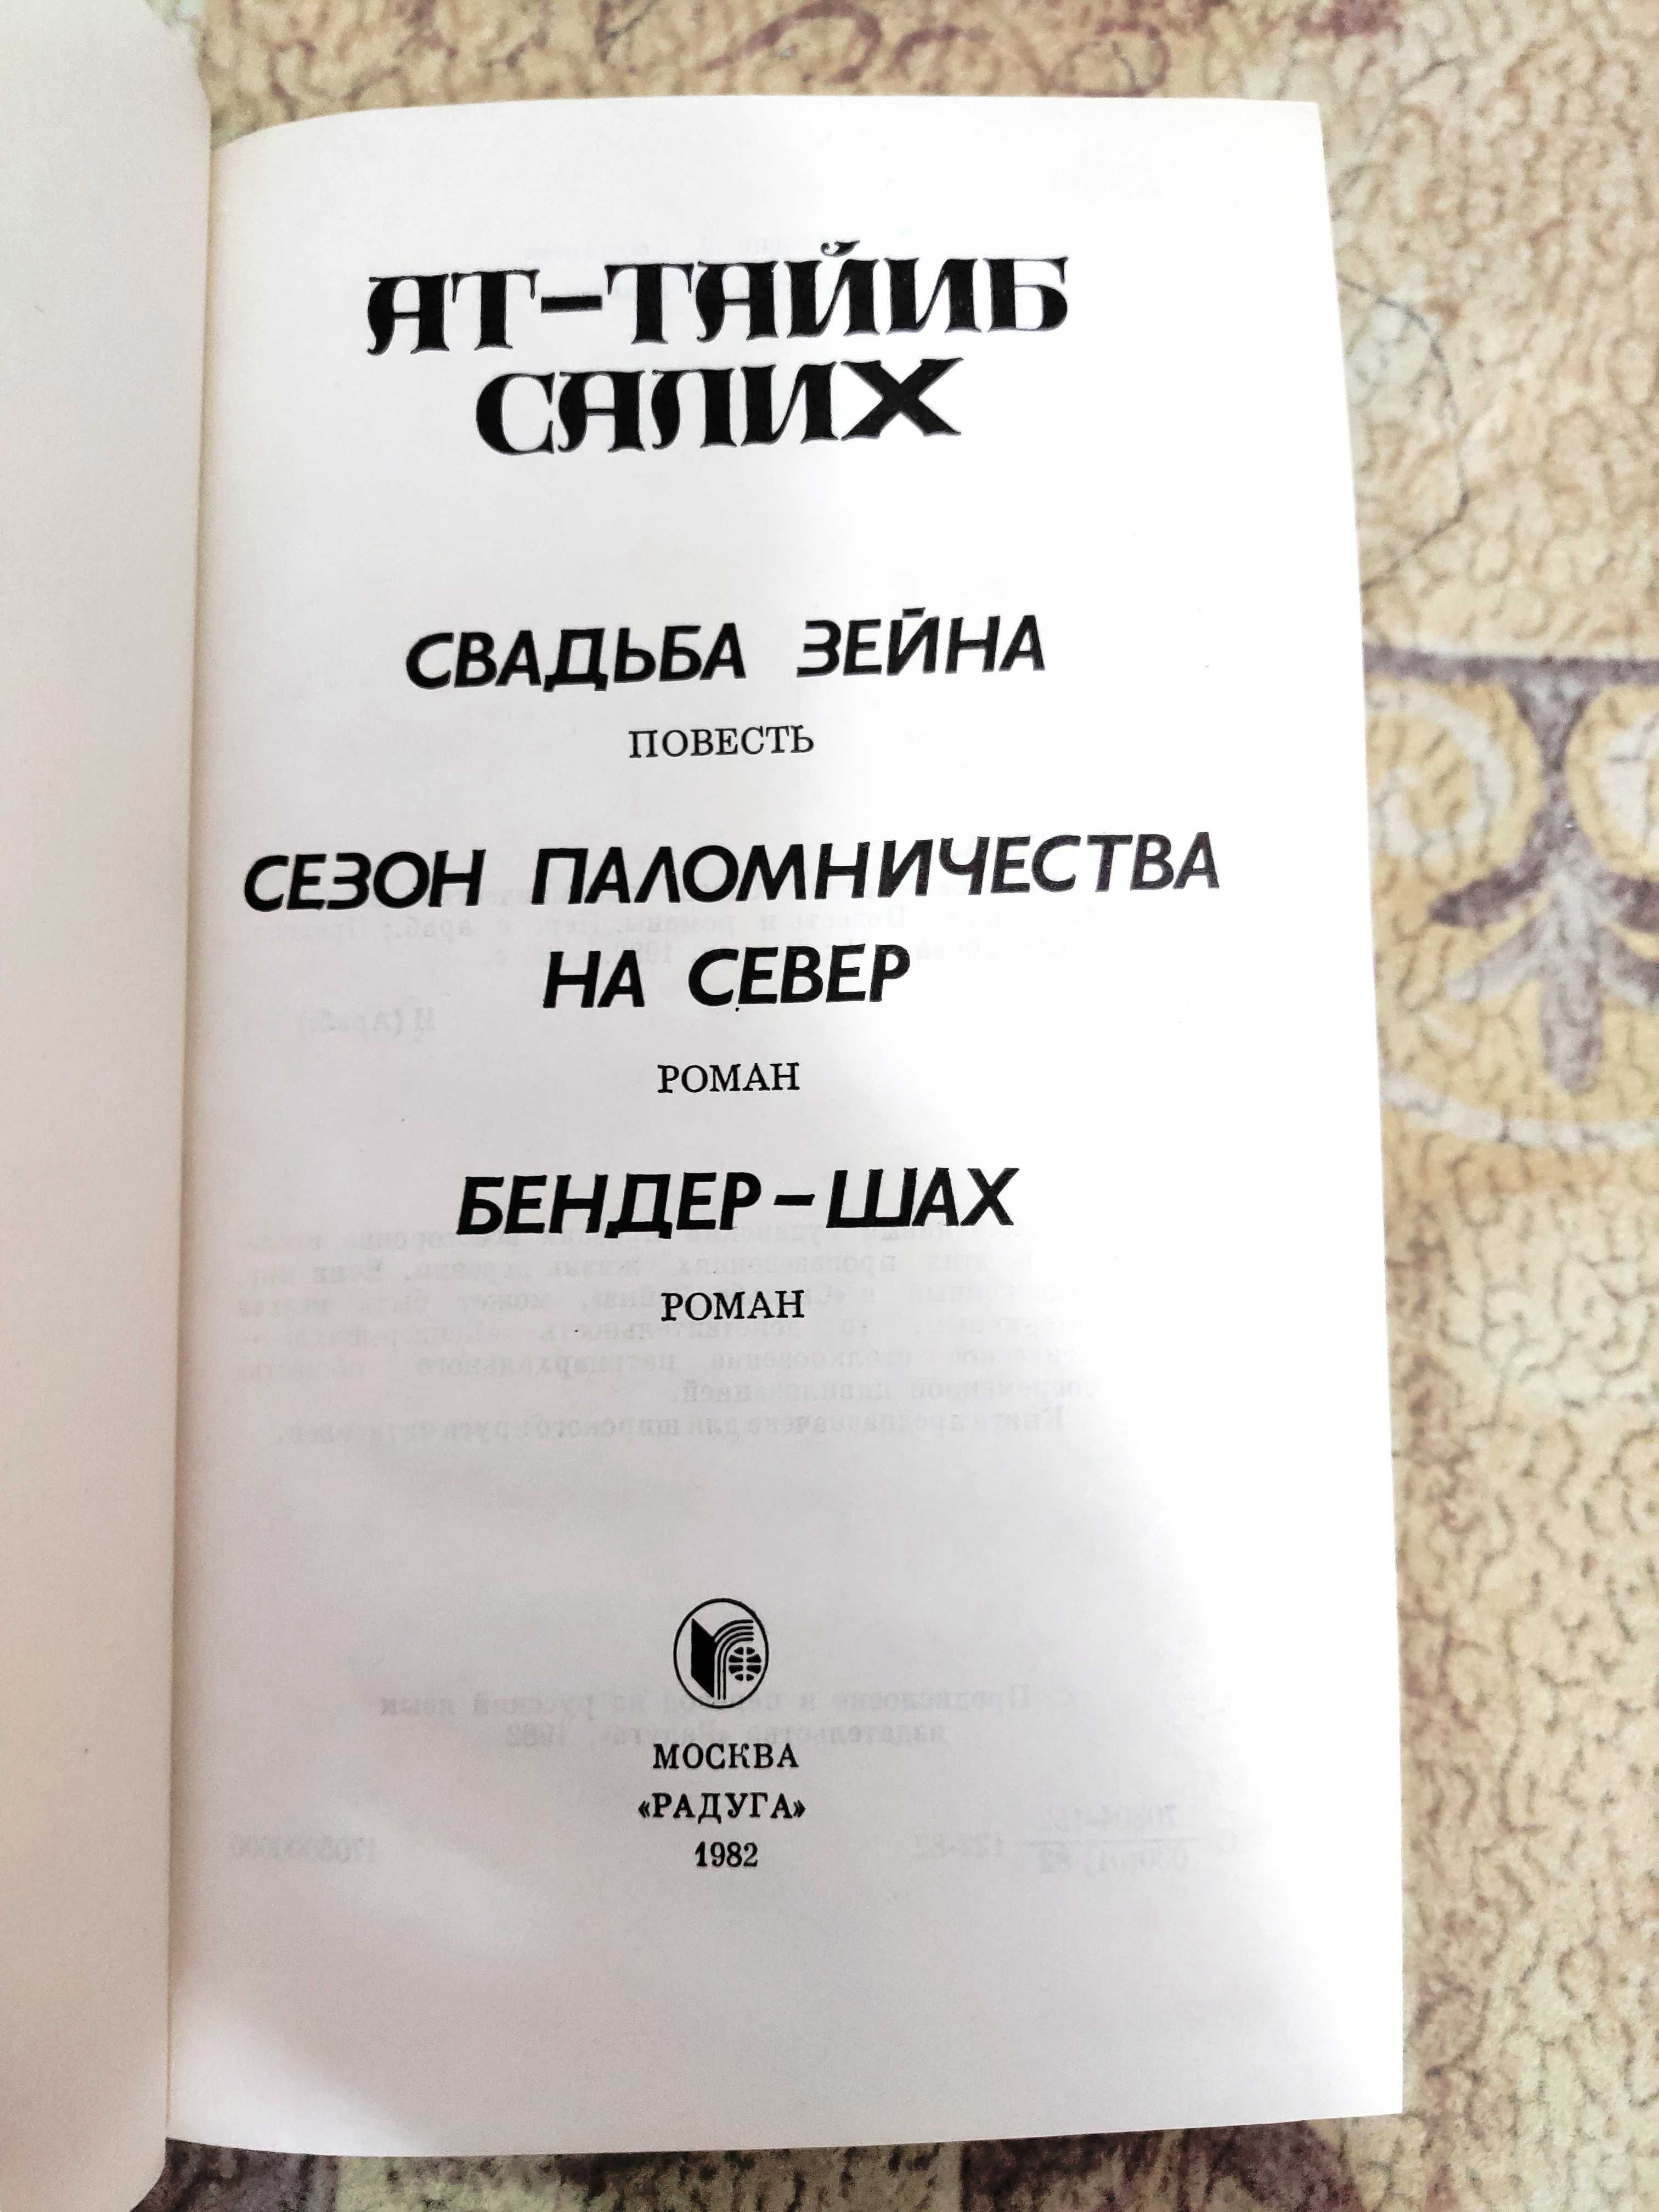 АТ-ТАЙИБ
САЛИХ
СВАДЬБА ЗЕЙНА
ПОВЕСТЬ
СЕЗОН ПАЛОМНИЧЕСТВА
НА СЕВЕР
РОМАН
БЕНДЕР-ШАХ
РОМАН
МОСКВА
«РАДУГА»
1982